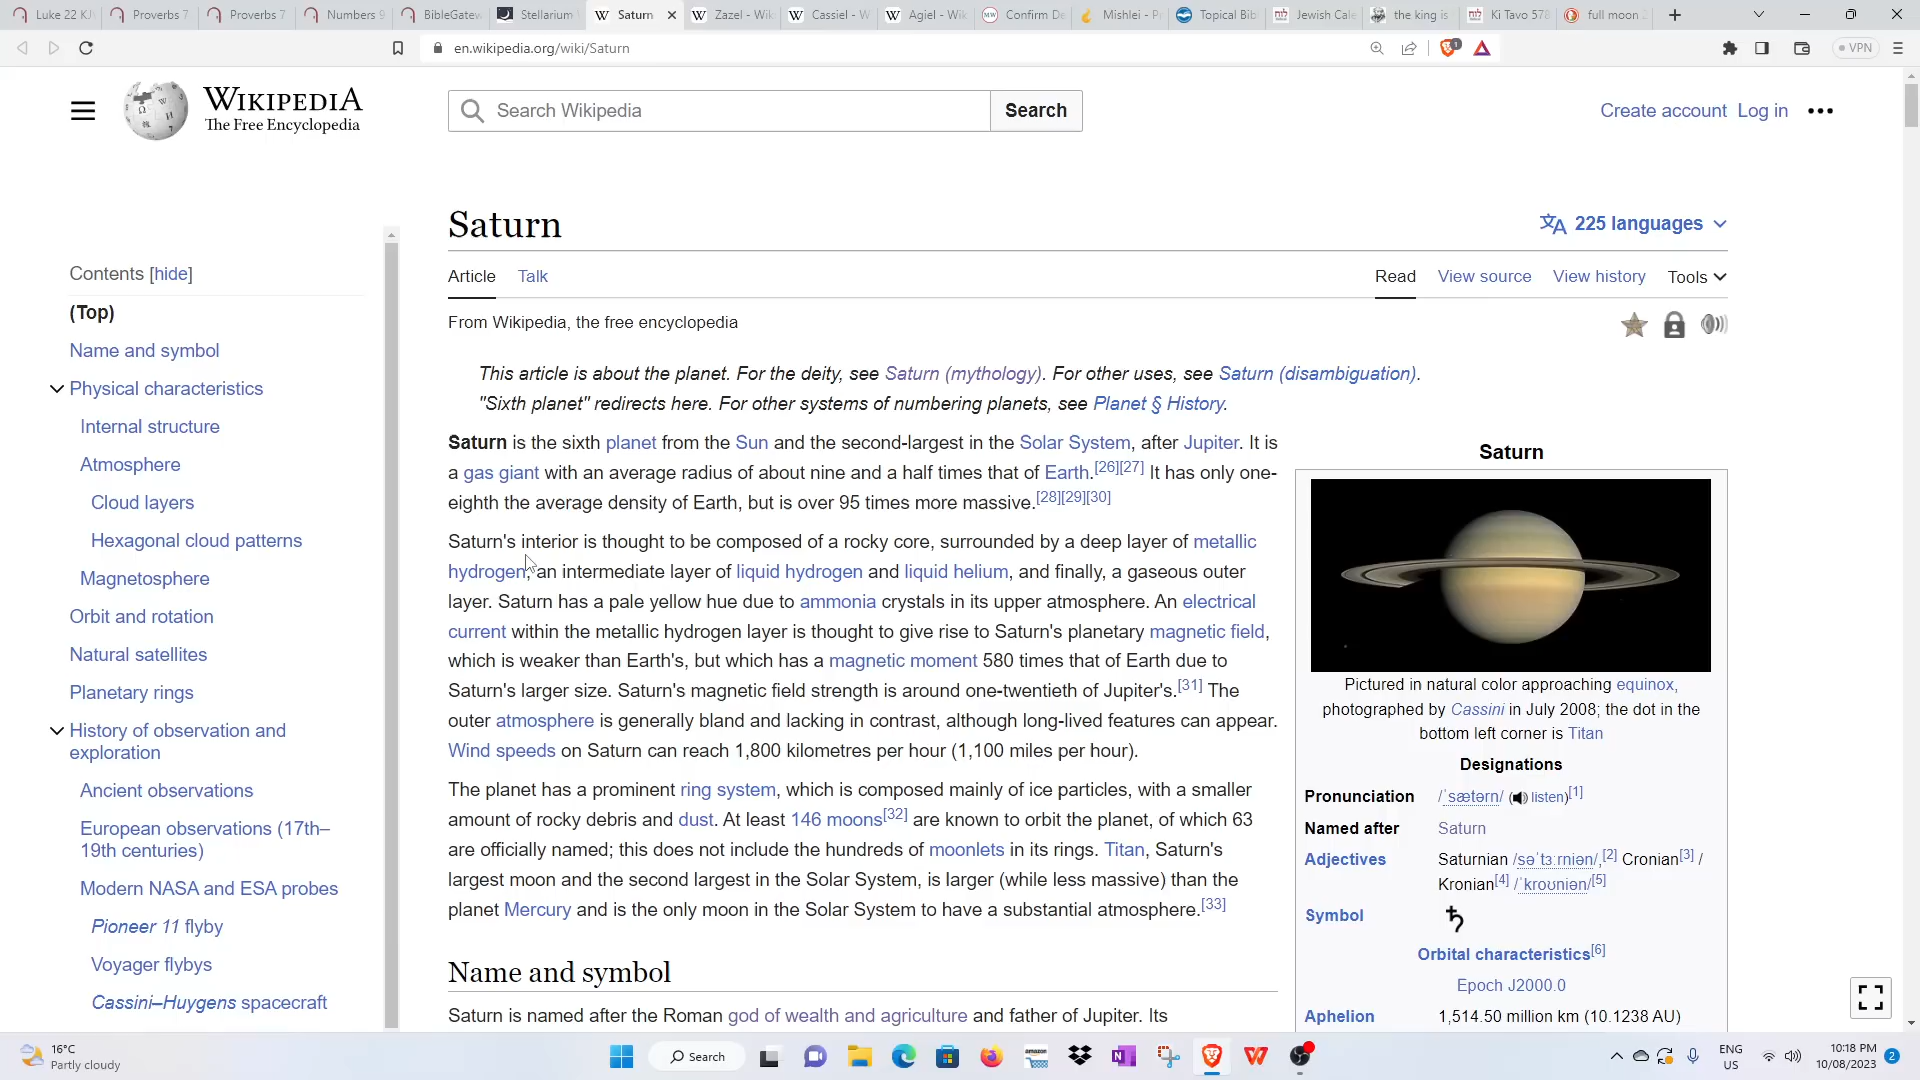 Luke 22 KJ
Proverbs 7
Proverbs 7
Numbers 9
BibleGatew
Stellarium
Saturn
Zazel - Wik
Cassiel - W
Agiel - Wik
Confirm De
Mishlei - P
Topical Bib
Jewish Cale
the king is
Ki Tavo 578
full moon 2
en.wikipedia.org/wiki/Saturn
1
VPN
WIKIPEDIA
The Free Encyclopedia
Search Wikipedia
Search
Create account Log in
Saturn
225 languages
Article Talk
Read View source View history Tools
From Wikipedia, the free encyclopedia
Contents [hide]
(Top)
Name and symbol
Physical characteristics
Internal structure
Atmosphere
Cloud layers
Hexagonal cloud patterns
Magnetosphere
Orbit and rotation
Natural satellites
Planetary rings
History of observation and
exploration
Ancient observations
European observations (17th–
19th centuries)
Modern NASA and ESA probes
Pioneer 11 flyby
Voyager flybys
Cassini–Huygens spacecraft
This article is about the planet. For the deity, see Saturn (mythology). For other uses, see Saturn (disambiguation).
"Sixth planet" redirects here. For other systems of numbering planets, see Planet § History.
Saturn is the sixth planet from the Sun and the second-largest in the Solar System, after Jupiter. It is
a gas giant with an average radius of about nine and a half times that of Earth.[26][27] It has only one-
eighth the average density of Earth, but is over 95 times more massive.[28][29][30]
Saturn's interior is thought to be composed of a rocky core, surrounded by a deep layer of metallic
hydrogen, an intermediate layer of liquid hydrogen and liquid helium, and finally, a gaseous outer
layer. Saturn has a pale yellow hue due to ammonia crystals in its upper atmosphere. An electrical
current within the metallic hydrogen layer is thought to give rise to Saturn's planetary magnetic field,
which is weaker than Earth's, but which has a magnetic moment 580 times that of Earth due to
Saturn's larger size. Saturn's magnetic field strength is around one-twentieth of Jupiter's.[31] The
outer atmosphere is generally bland and lacking in contrast, although long-lived features can appear.
Wind speeds on Saturn can reach 1,800 kilometres per hour (1,100 miles per hour).
The planet has a prominent ring system, which is composed mainly of ice particles, with a smaller
amount of rocky debris and dust. At least 146 moons[32] are known to orbit the planet, of which 63
are officially named; this does not include the hundreds of moonlets in its rings. Titan, Saturn's
largest moon and the second largest in the Solar System, is larger (while less massive) than the
planet Mercury and is the only moon in the Solar System to have a substantial atmosphere.[33]
Name and symbol
Saturn is named after the Roman god of wealth and agriculture and father of Jupiter. Its
Saturn
Pictured in natural color approaching equinox,
photographed by Cassini in July 2008; the dot in the
bottom left corner is Titan
Designations
Pronunciation /ˈsætərn/ (listen)[1]
Named after Saturn
Adjectives Saturnian /səˈtɜːrniən/,[2] Cronian[3] /
Kronian[4] /ˈkroʊniən/[5]
Symbol ♄
Orbital characteristics[6]
Epoch J2000.0
Aphelion 1,514.50 million km (10.1238 AU)
16°C
Partly cloudy
Search
amazon
ENG
US
10:18 PM
10/08/2023
2